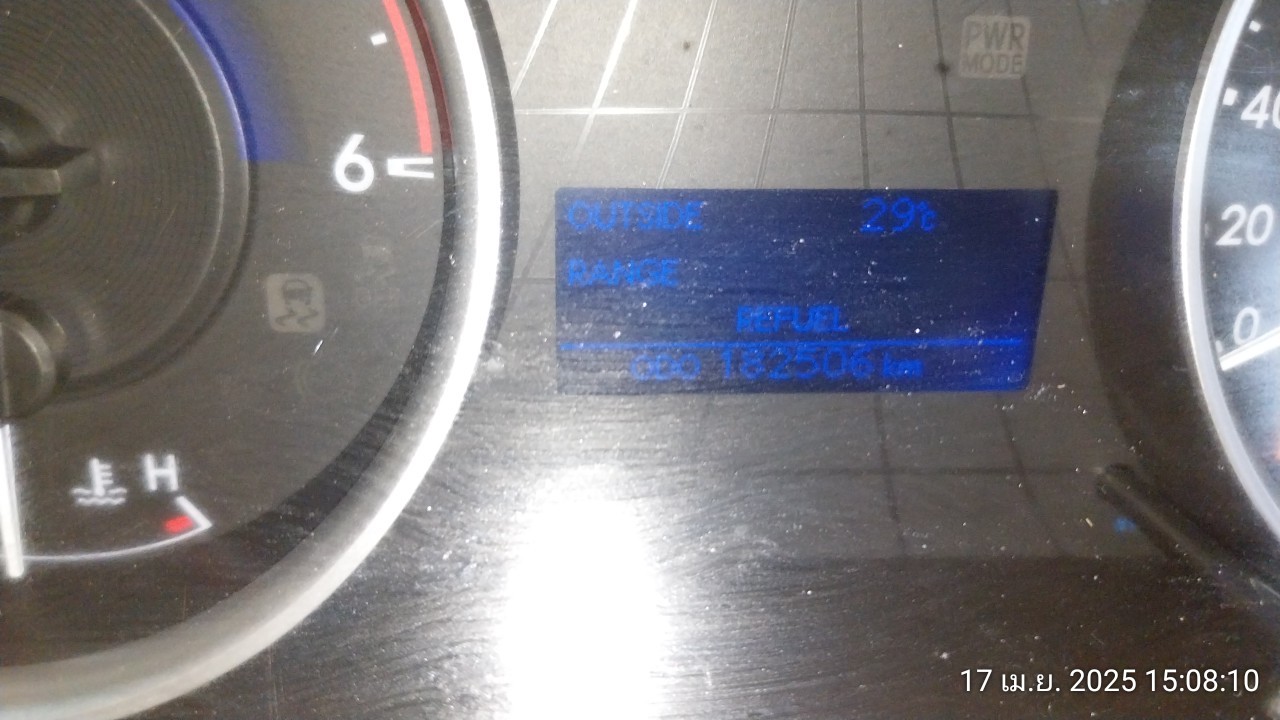 PWR
MODE
40
6
OUTSIDE 29℃
20
RANGE
REFUEL
0
ODO 182506 km
H
17 เม.ย. 2025 15:08:10